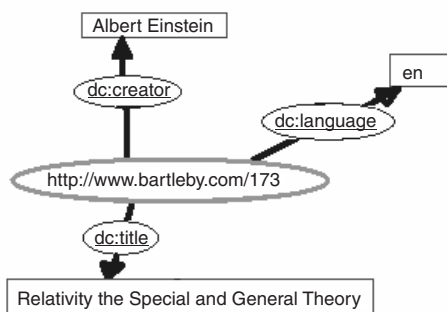 Albert Einstein
en
dc:creator
dc:language
http://www.bartleby.com/173
dc:title
Relativity the Special and General Theory